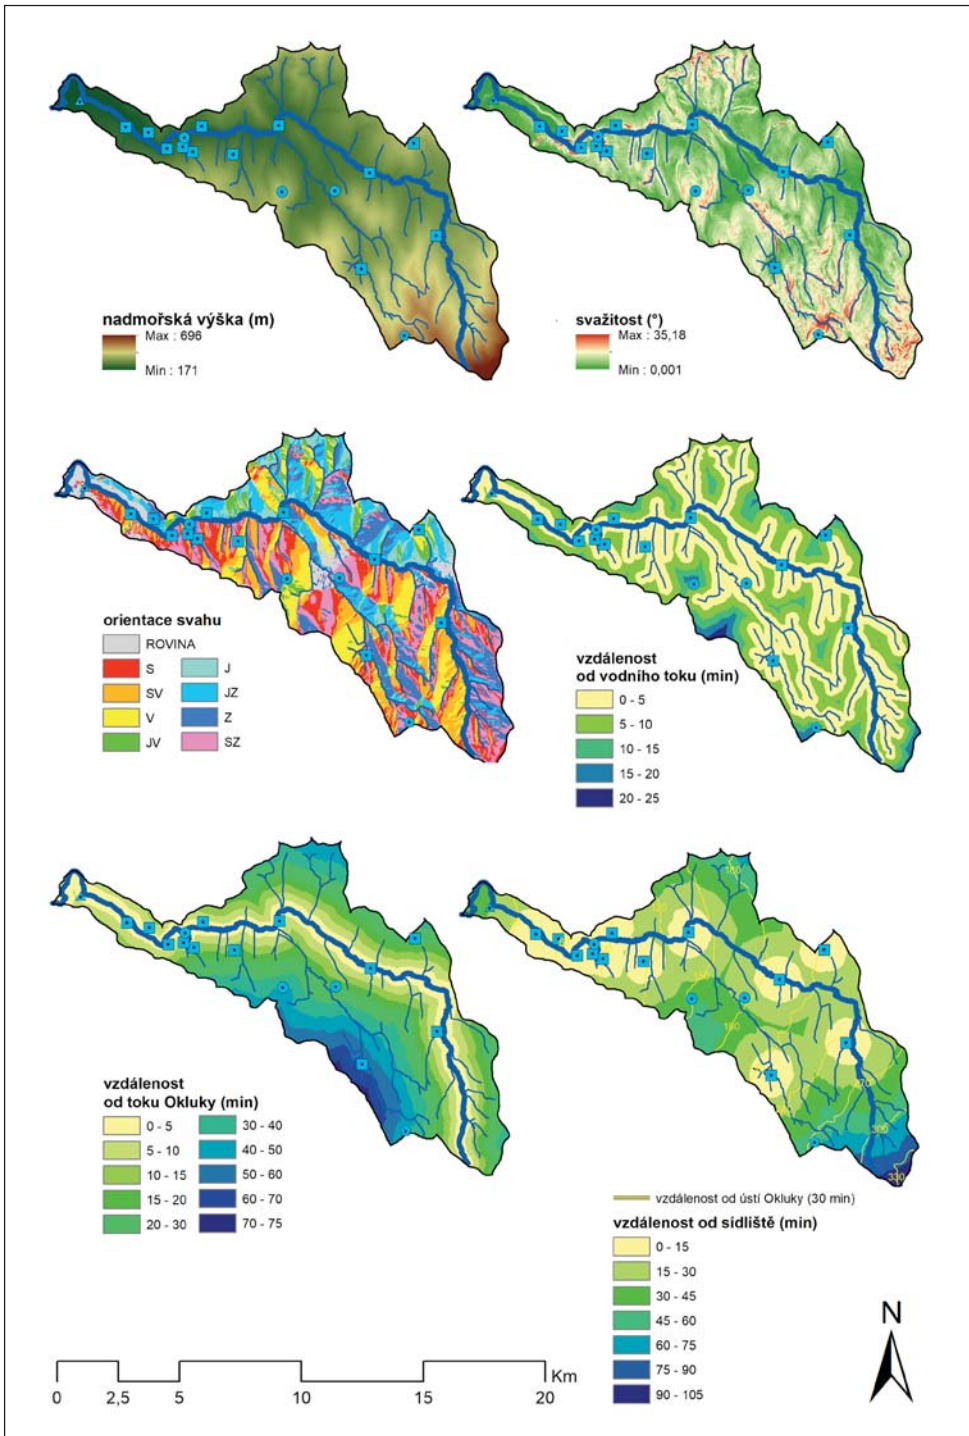 nadmořská výška (m)
Max : 696
Min : 171
svažitost (°)
Max : 35,18
Min : 0,001
orientace svahu
ROVINA
S
J
SV
JZ
V
Z
JV
SZ
vzdálenost
od vodního toku (min)
0 - 5
5 - 10
10 - 15
15 - 20
20 - 25
vzdálenost
od toku Okluky (min)
0 - 5
30 - 40
5 - 10
40 - 50
10 - 15
50 - 60
15 - 20
60 - 70
20 - 30
70 - 75
180
300
330
vzdálenost od ústí Okluky (30 min)
vzdálenost od sídliště (min)
0 - 15
15 - 30
30 - 45
45 - 60
60 - 75
75 - 90
90 - 105
N
Km
0
2,5
5
10
15
20